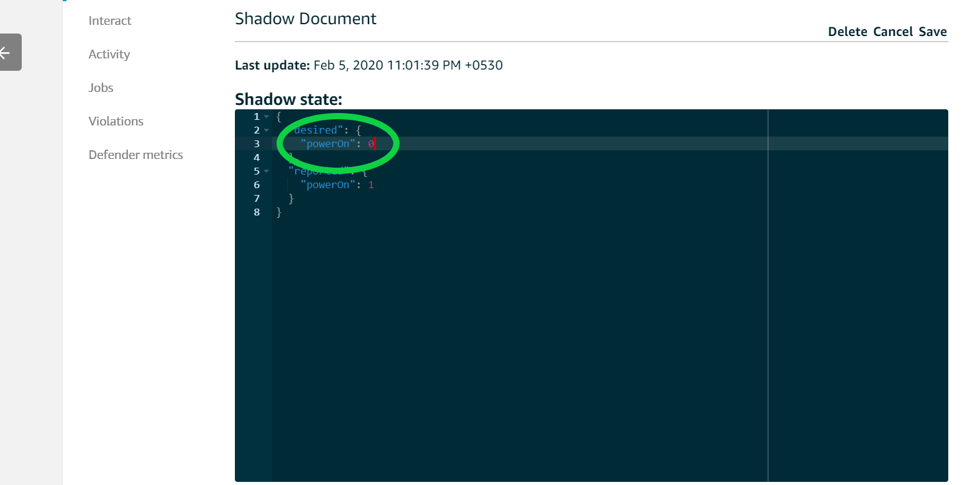 Interact
Activity
Jobs
Violations
Defender metrics
Shadow Document
Delete Cancel Save
Last update: Feb 5, 2020 11:01:39 PM +0530
Shadow state:
1 {
2 desired": {
3 "powerOn": 0
4 }
5 {
6 "powerOn": 1
7 }
8 }